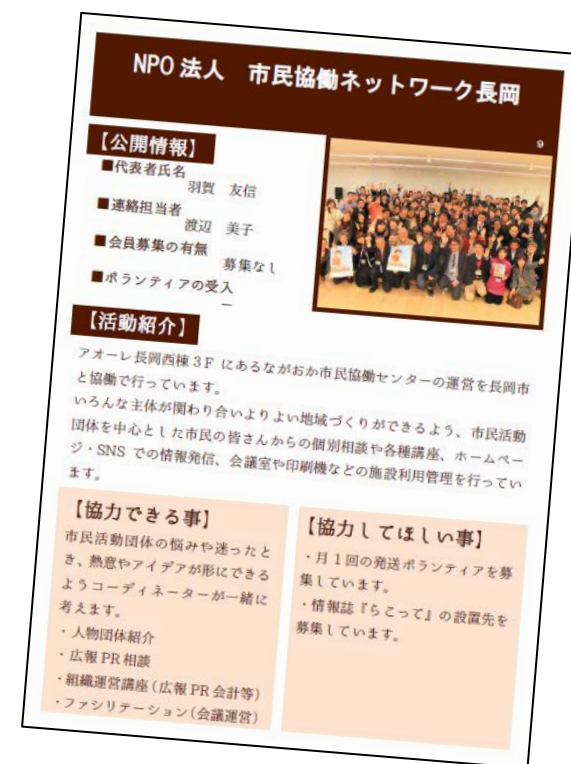 NPO 法人　市民協働ネットワーク長岡
9
【公開情報】
■代表者氏名
羽賀　友信
■連絡担当者
渡辺　美子
■会員募集の有無
募集なし
■ボランティアの受入
ー
【活動紹介】
アオーレ長岡西棟３F にあるながおか市民協働センターの運営を長岡市
と協働で行っています。
いろんな主体が関わり合いよりよい地域づくりができるよう、市民活動
団体を中心とした市民の皆さんからの個別相談や各種講座、ホームペー
ジ・SNS での情報発信、会議室や印刷機などの施設利用管理を行ってい
ます。
【協力できる事】
市民活動団体の悩みや迷ったと
き、熱意やアイデアが形にできる
ようコーディネーターが一緒に
考えます。
・人物団体紹介
・広報 PR 相談
・組織運営講座（広報 PR 会計等）
・ファシリテーション（会議運営）
【協力してほしい事】
・月１回の発送ボランティアを募
集しています。
・情報誌『らこって』の設置先を
募集しています。